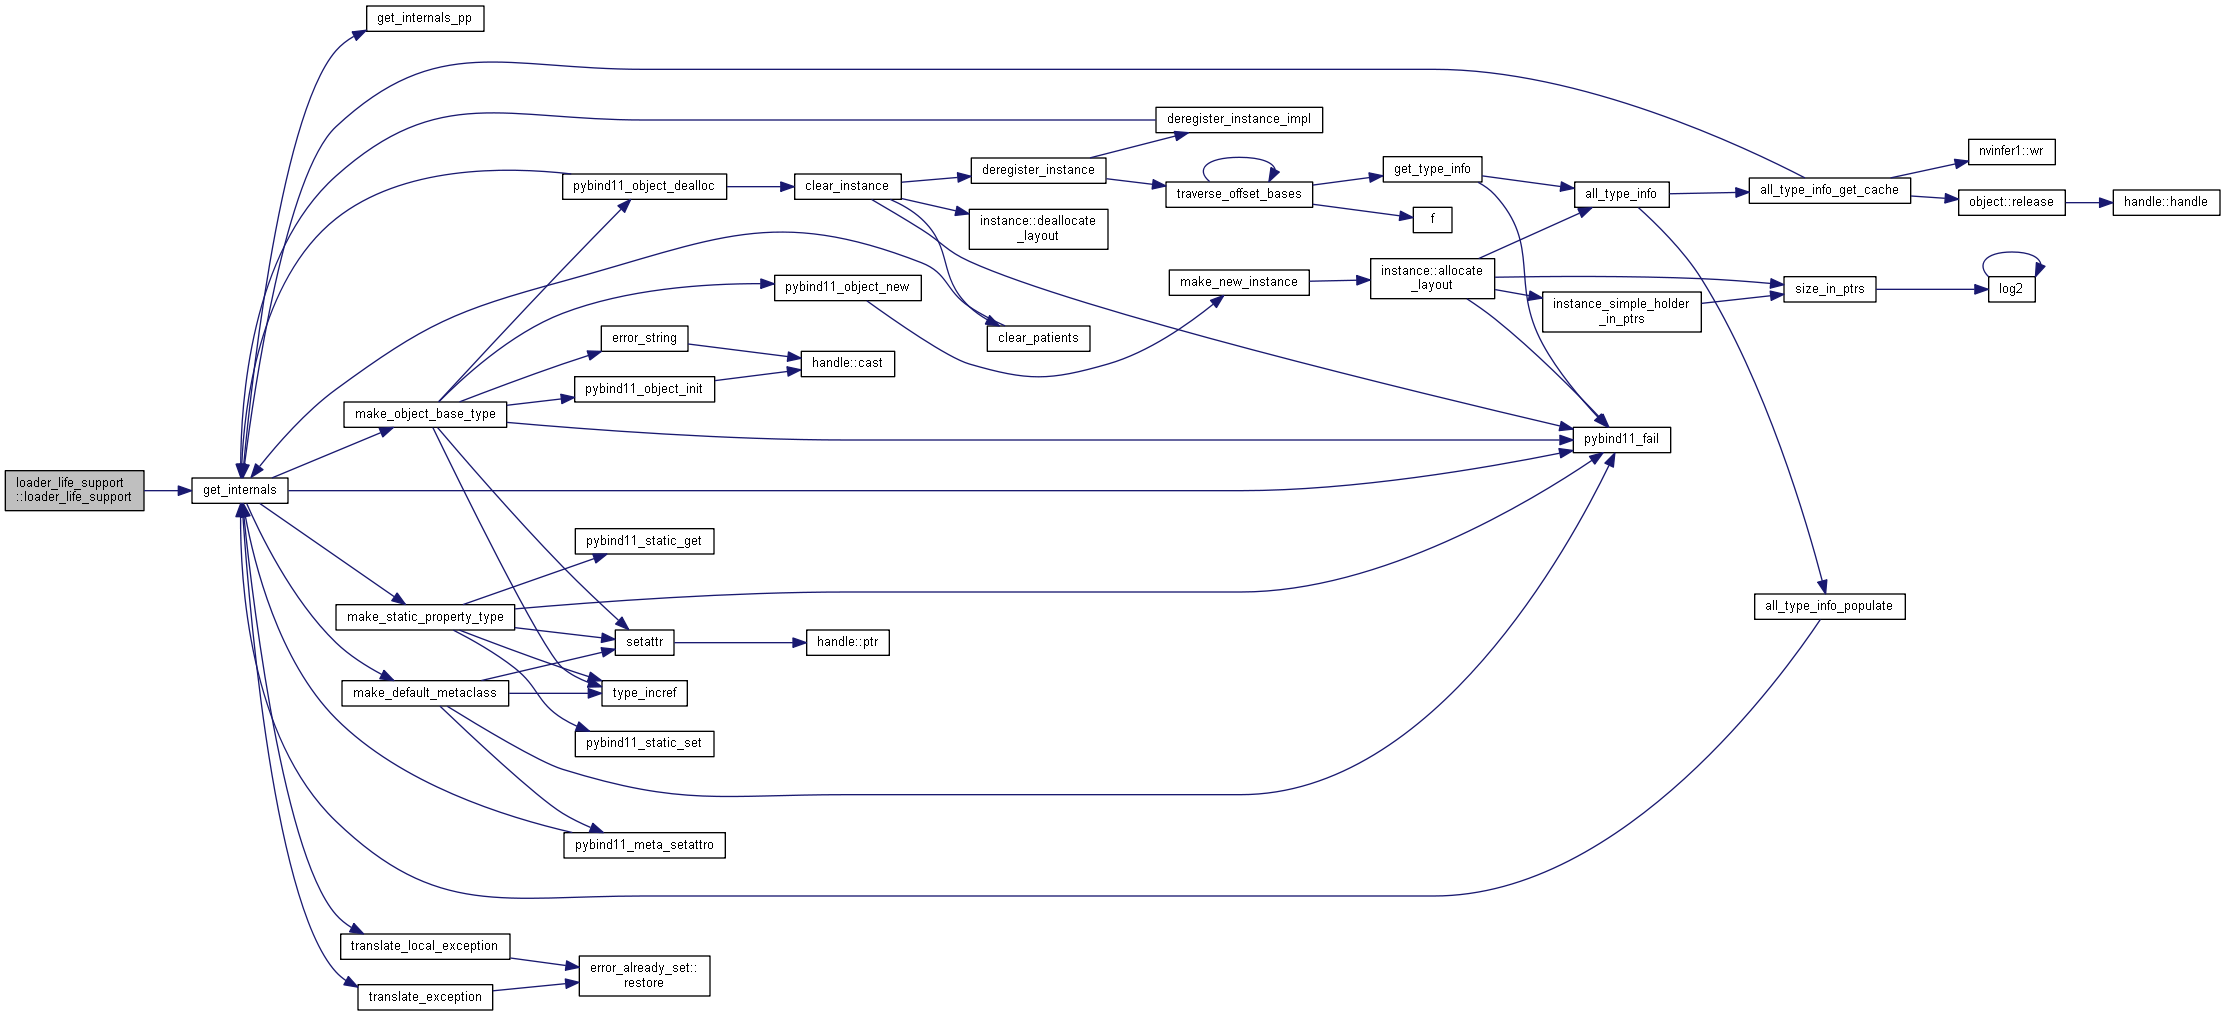 get_internals_pp
deregister_instance_impl
nvinfer1::wr
deregister_instance
get_type_info
pybind11_object_dealloc
clear_instance
traverse_offset_bases
all_type_info
all_type_info_get_cache
object::release
handle::handle
instance::deallocate
_layout
f
pybind11_object_new
make_new_instance
instance::allocate
_layout
size_in_ptrs
log2
instance_simple_holder
_in_ptrs
error_string
clear_patients
handle::cast
pybind11_object_init
make_object_base_type
pybind11_fail
loader_life_support
::loader_life_support
get_internals
pybind11_static_get
make_static_property_type
all_type_info_populate
setattr
handle::ptr
make_default_metaclass
type_incref
pybind11_static_set
pybind11_meta_setattro
translate_local_exception
error_already_set::
restore
translate_exception